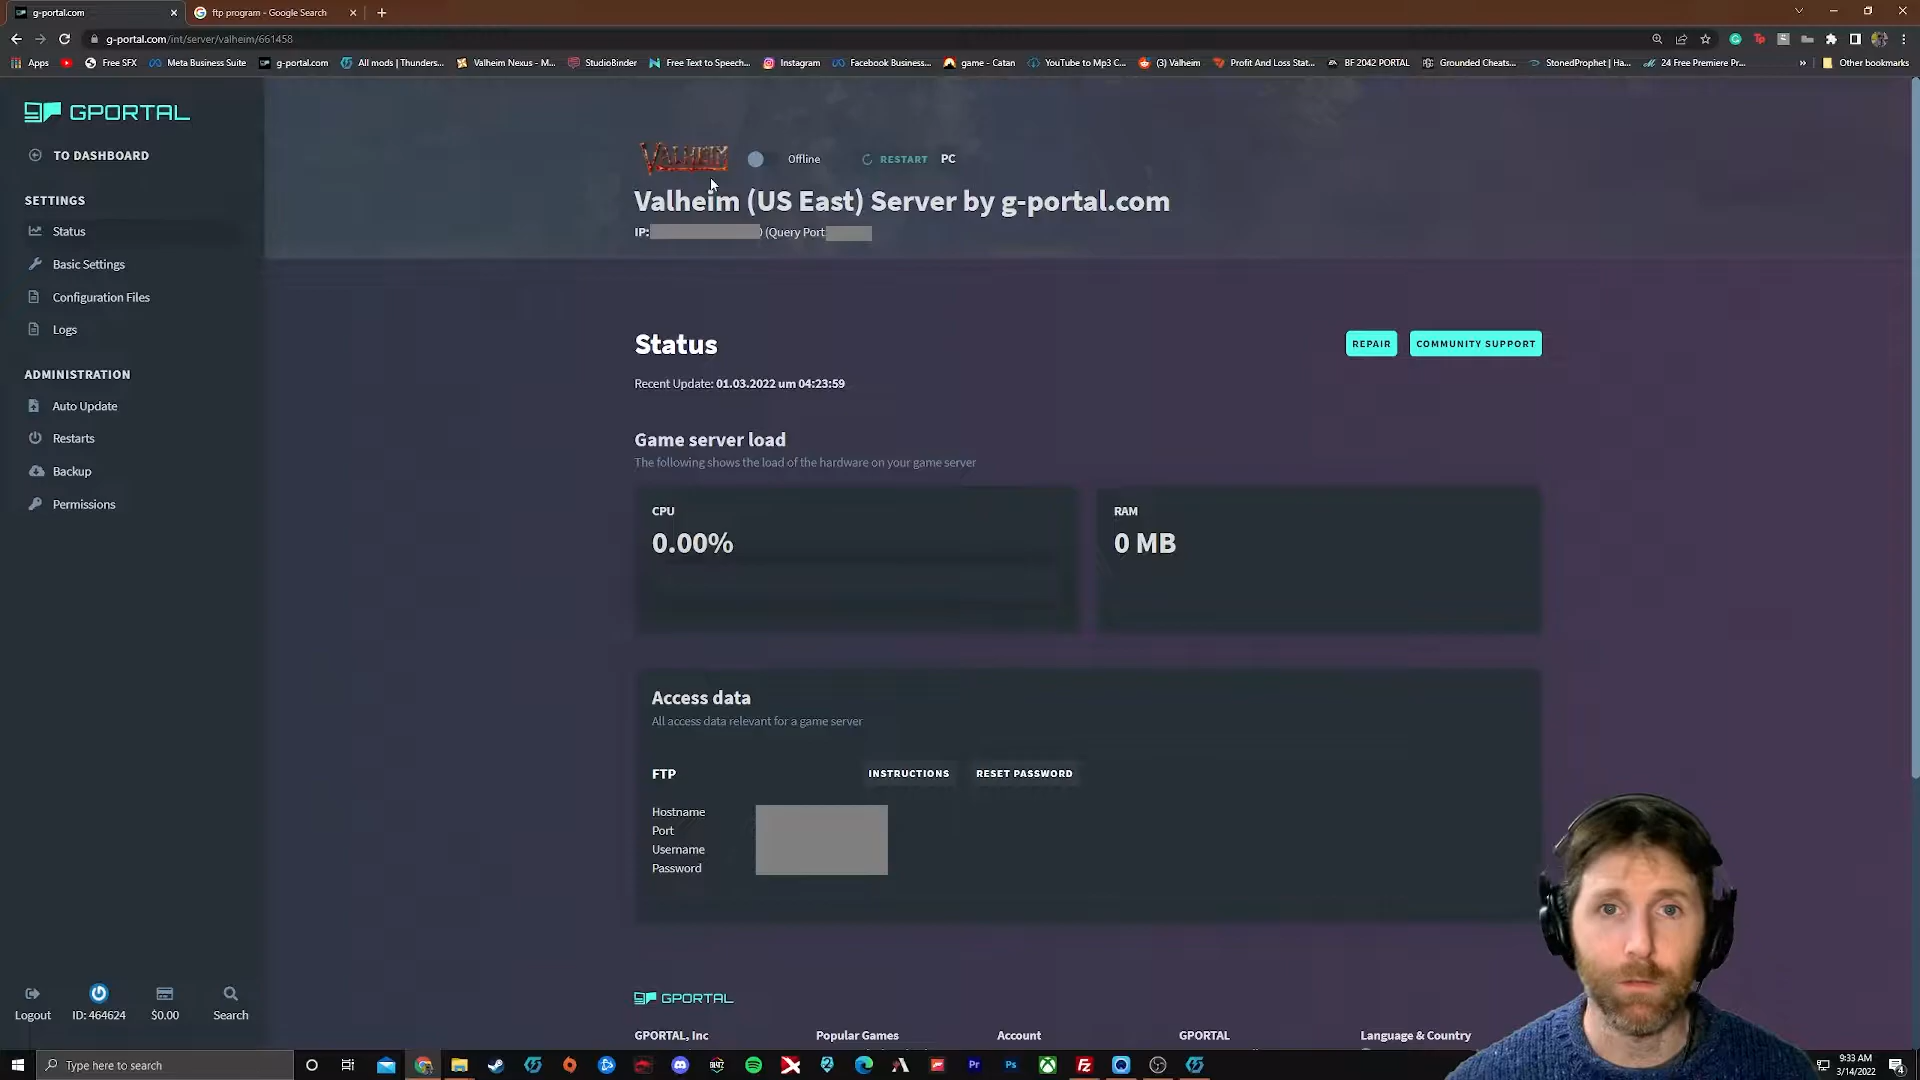 g-portal.com
ftp program - Google Search
g-portal.com/int/server/valheim/661458
Apps
Free SFX
Meta Business Suite
g-portal.com
All mods | Thunders...
Valheim Nexus - M...
StudioBinder
Free Text to Speech...
Instagram
Facebook Business...
game - Catan
YouTube to Mp3 C...
(3) Valheim
Profit And Loss Stat...
BF 2042 PORTAL
Grounded Cheats...
StonedProphet | Ha...
24 Free Premiere Pr...
» Other bookmarks
GPORTAL
TO DASHBOARD
SETTINGS
Status
Basic Settings
Configuration Files
Logs
ADMINISTRATION
Auto Update
Restarts
Backup
Permissions
Logout
ID: 464624
$0.00
Search
VALHEIM
Offline
RESTART
PC
Valheim (US East) Server by g-portal.com
IP: (Query Port:
Status
REPAIR
COMMUNITY SUPPORT
Recent Update: 01.03.2022 um 04:23:59
Game server load
The following shows the load of the hardware on your game server
CPU
0.00%
RAM
0 MB
Access data
All access data relevant for a game server
FTP
INSTRUCTIONS
RESET PASSWORD
Hostname
Port
Username
Password
GPORTAL
GPORTAL, Inc
Popular Games
Account
GPORTAL
Language & Country
Type here to search
9:33 AM
3/14/2022